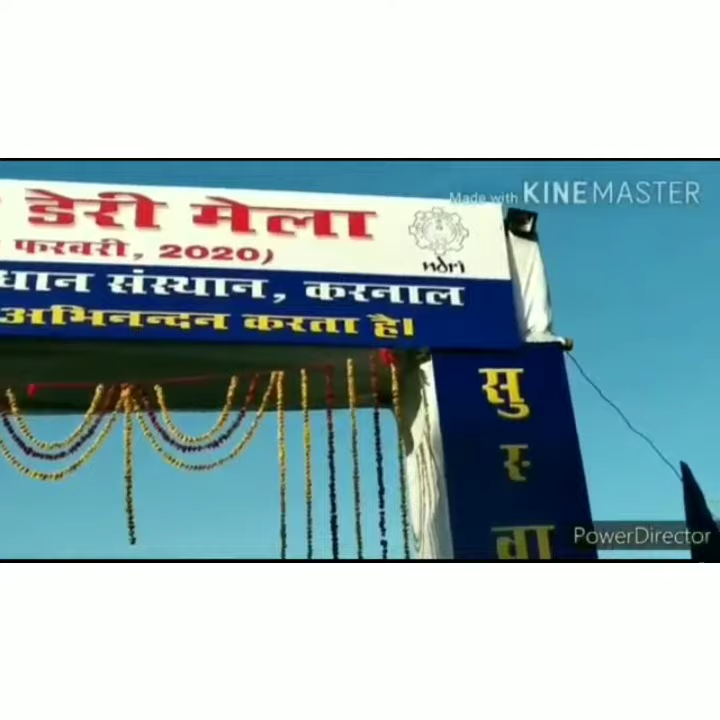 Made with KINEMASTER
डेरी मेला
फरवरी, 2020)
ndri
धान संस्थान, करनाल
अभिनन्दन करता है।
सु
स्
वा
PowerDirector